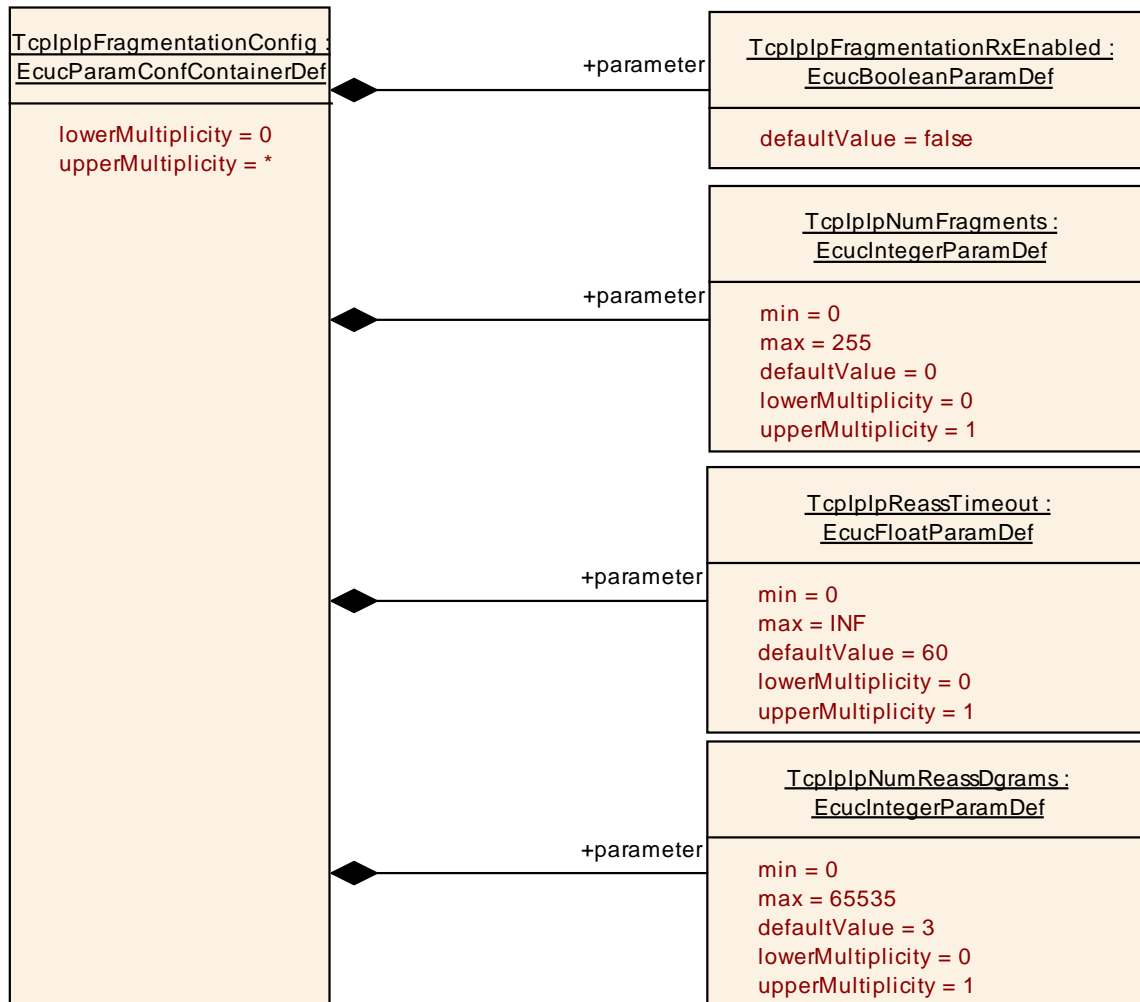 TcpIpIpFragmentationConfig :
EcucParamConfContainerDef
lowerMultiplicity = 0
upperMultiplicity = *
+parameter
TcpIpIpFragmentationRxEnabled :
EcucBooleanParamDef
defaultValue = false
+parameter
TcpIpIpNumFragments :
EcucIntegerParamDef
min = 0
max = 255
defaultValue = 0
lowerMultiplicity = 0
upperMultiplicity = 1
+parameter
TcpIpIpReassTimeout :
EcucFloatParamDef
min = 0
max = INF
defaultValue = 60
lowerMultiplicity = 0
upperMultiplicity = 1
+parameter
TcpIpIpNumReassDgrams :
EcucIntegerParamDef
min = 0
max = 65535
defaultValue = 3
lowerMultiplicity = 0
upperMultiplicity = 1